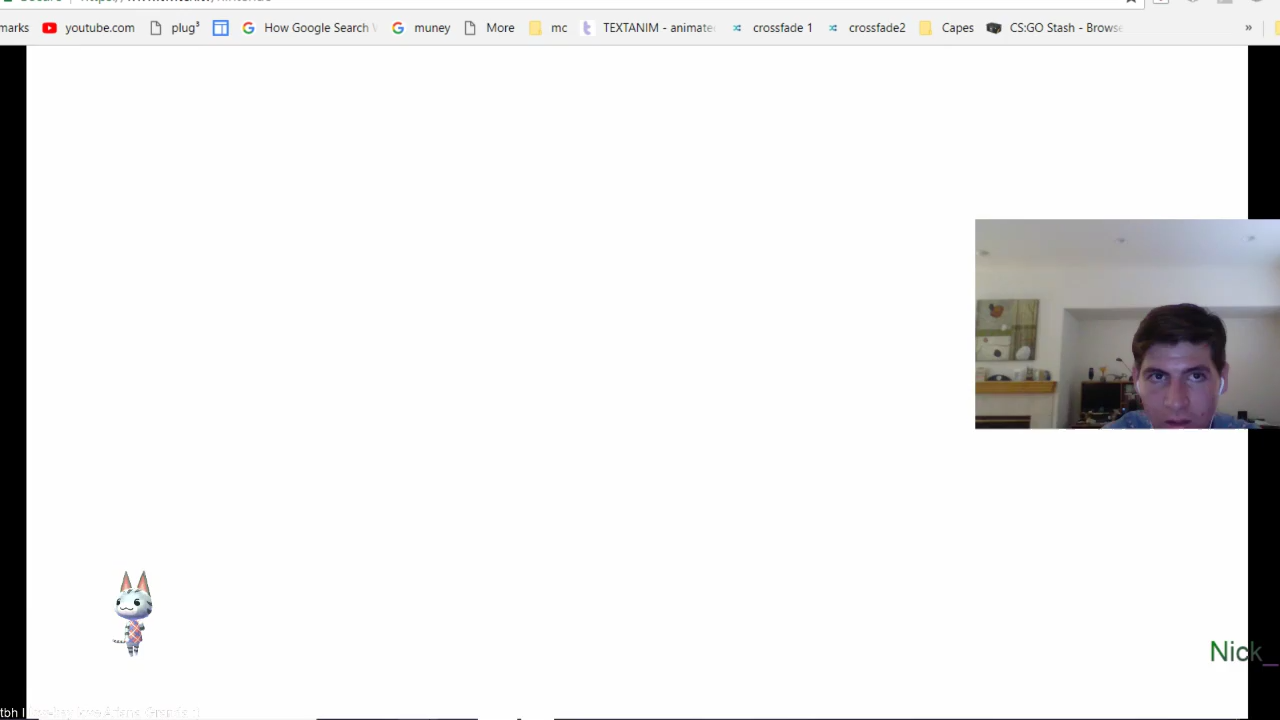 marks youtube.com plug³ How Google Search muney More mc TEXTANIM - animate crossfade 1 crossfade2 Capes CS:GO Stash - Browse »
Nick_
tbh I